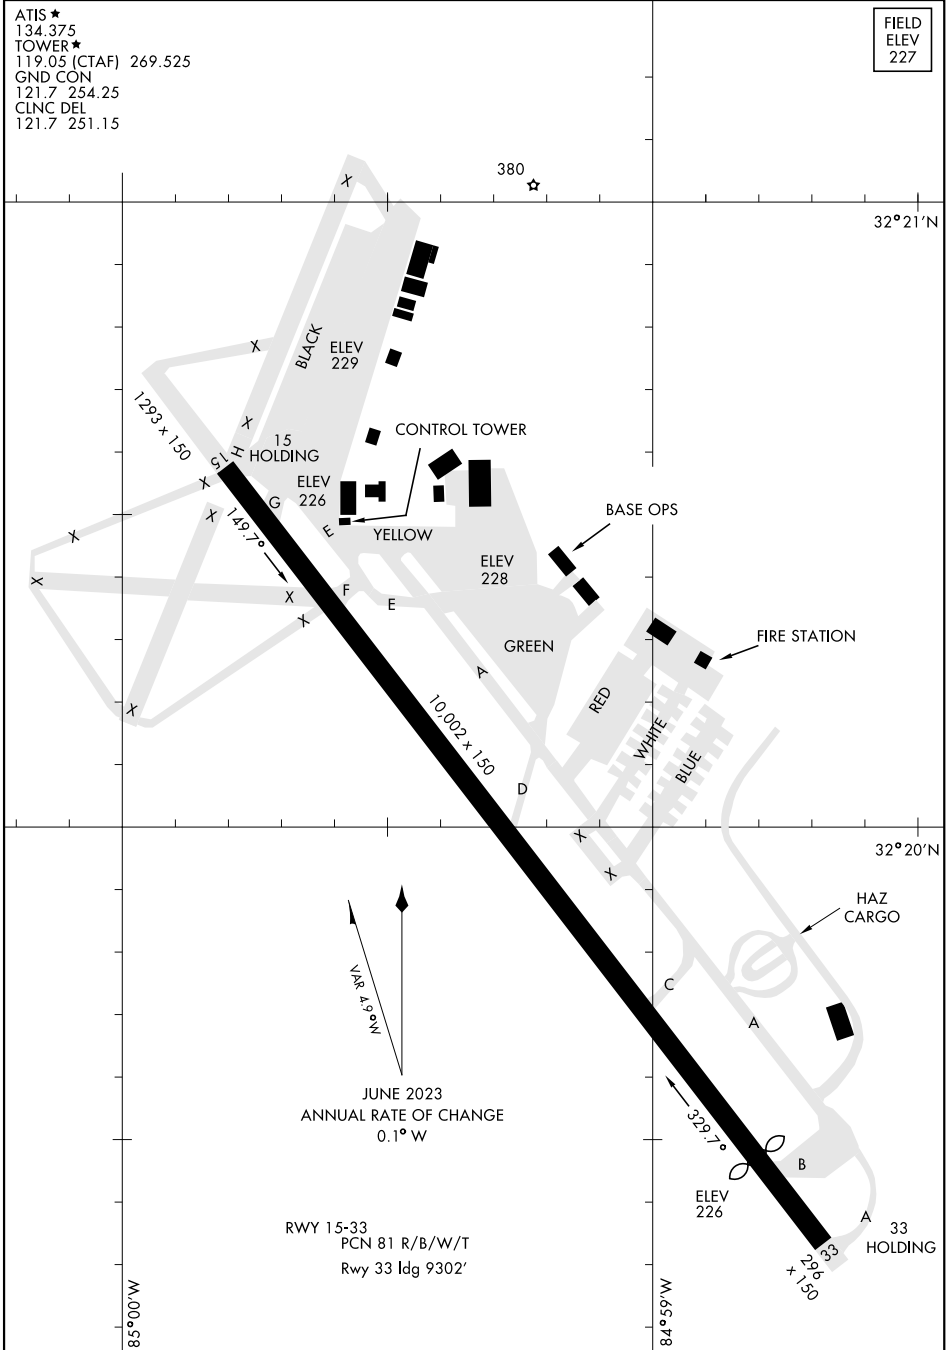 ATIS ★
134.375
TOWER★
119.05 (CTAF) 269.525
GND CON
121.7 254.25
CLNC DEL
121.7 251.15
FIELD
ELEV
227
380
32°21'N
X
X
BLACK
ELEV
229
1293 x 150
X
CONTROL TOWER
15
HOLDING
H
15
X
G
ELEV
226
X
149.7°
E
YELLOW
BASE OPS
X
ELEV
228
X
X
F
E
X
GREEN
FIRE STATION
A
RED
X
10,002 x 150
WHITE
BLUE
D
X
32°20'N
X
HAZ
CARGO
VAR 4.9°W
C
A
JUNE 2023
ANNUAL RATE OF CHANGE
0.1° W
329.7°
B
ELEV
226
A
33
HOLDING
33
296
x 150
RWY 15-33
PCN 81 R/B/W/T
Rwy 33 ldg 9302'
85°00'W
84°59'W